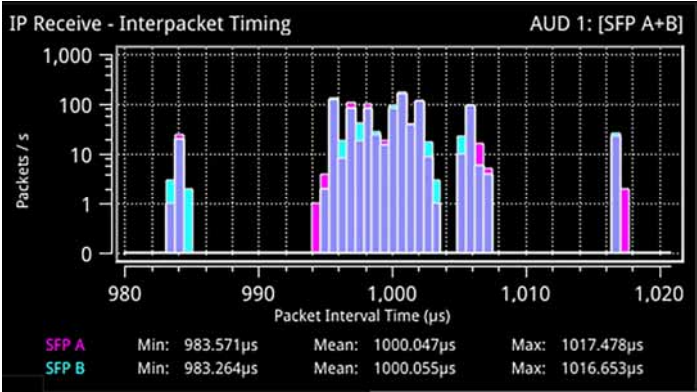 IP Receive - Interpacket Timing AUD 1: [SFP A+B]
1,000
100
10
1
0
Packets / s
980 990 1,000 1,010 1,020
Packet Interval Time (µs)
SFP A Min: 983.571µs Mean: 1000.047µs Max: 1017.478µs
SFP B Min: 983.264µs Mean: 1000.055µs Max: 1016.653µs